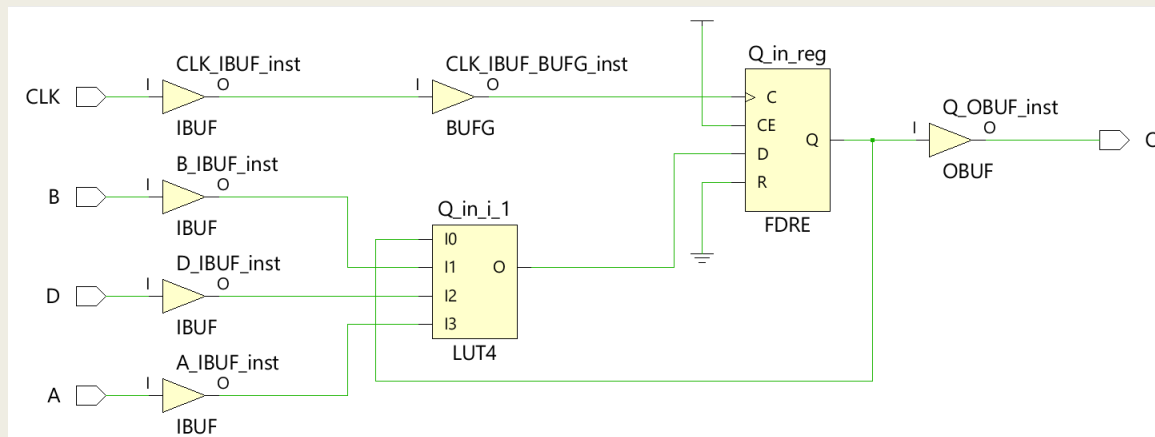 CLK
I
CLK_IBUF_inst
O
IBUF
I
CLK_IBUF_BUFG_inst
O
BUFG
Q_in_reg
C
CE
D
R
Q
FDRE
I
Q_OBUF_inst
O
OBUF
B
I
B_IBUF_inst
O
IBUF
Q_in_i_1
I0
I1
I2
I3
O
LUT4
D
I
D_IBUF_inst
O
IBUF
A
I
A_IBUF_inst
O
IBUF